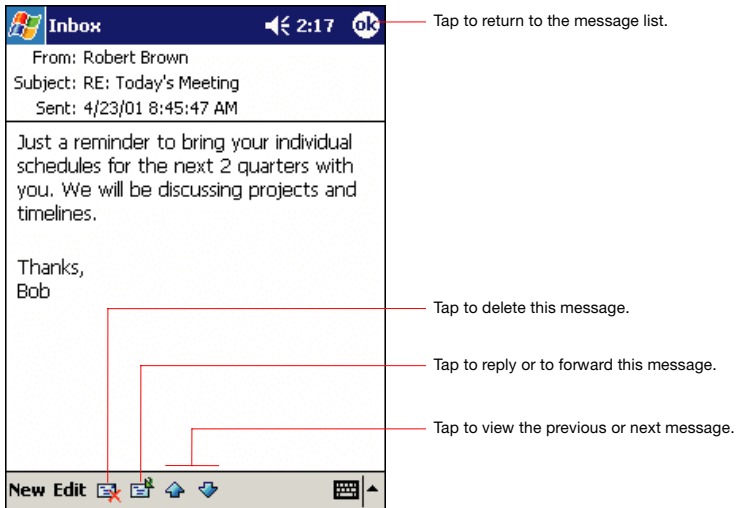 Inbox 2:17 ok
Tap to return to the message list.
From: Robert Brown
Subject: RE: Today's Meeting
Sent: 4/23/01 8:45:47 AM
Just a reminder to bring your individual
schedules for the next 2 quarters with
you. We will be discussing projects and
timelines.
Thanks,
Bob
Tap to delete this message.
Tap to reply or to forward this message.
Tap to view the previous or next message.
New Edit